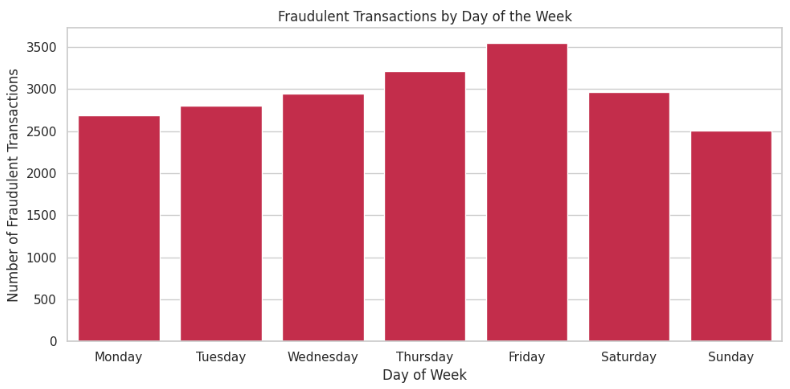 Fraudulent Transactions by Day of the Week
Number of Fraudulent Transactions
3500
3000
2500
2000
1500
1000
500
0
Monday Tuesday Wednesday Thursday Friday Saturday Sunday
Day of Week